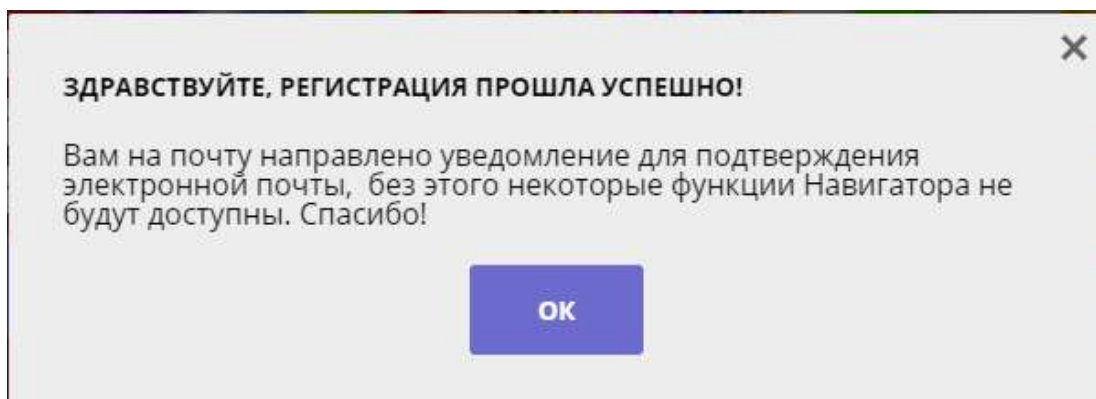 ЗДРАВСТВУЙТЕ, РЕГИСТРАЦИЯ ПРОШЛА УСПЕШНО!
Вам на почту направлено уведомление для подтверждения
электронной почты,  без этого некоторые функции Навигатора не
будут доступны. Спасибо!
ОК